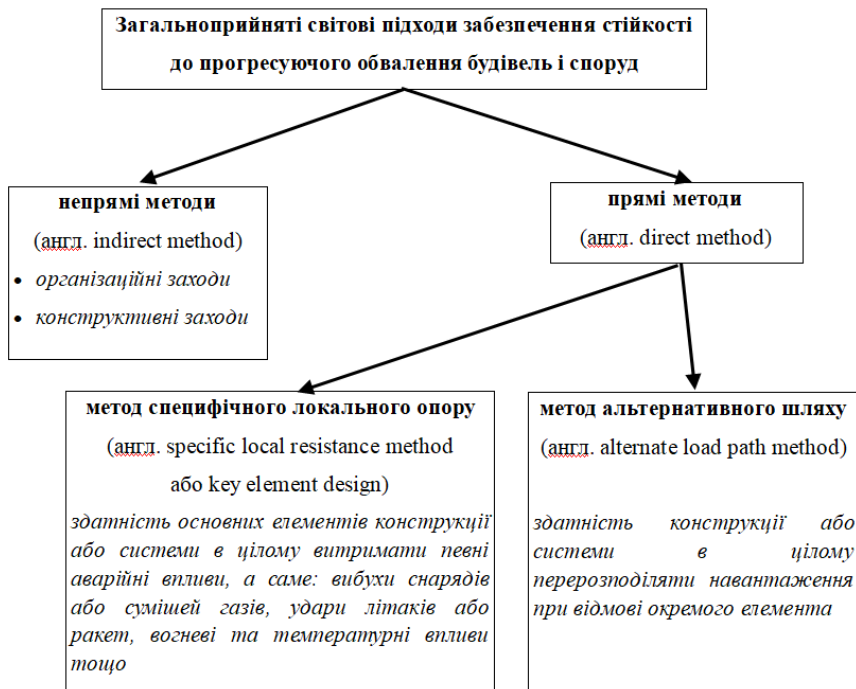 Загальноприйняті світові підходи забезпечення стійкості
до прогресуючого обвалення будівель і споруд
непрямі методи
(англ. indirect method)
• організаційні заходи
• конструктивні заходи
прямі методи
(англ. direct method)
метод специфічного локального опору
(англ. specific local resistance method
або key element design)
здатність основних елементів конструкції
або системи в цілому витримати певні
аварійні впливи, а саме: вибухи снарядів
або сумішей газів, удари літаків або
ракет, вогневі та температурні впливи
тощо
метод альтернативного шляху
(англ. alternate load path method)
здатність конструкції або
системи в цілому
перерозподіляти навантаження
при відмові окремого елемента